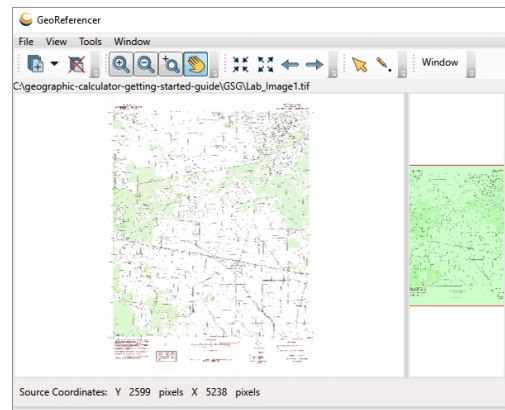 GeoReferencer
File View Tools Window
Window
C:\geographic-calculator-getting-started-guide\GSG\Lab_Image1.tif
Source Coordinates: Y 2599 pixels X 5238 pixels